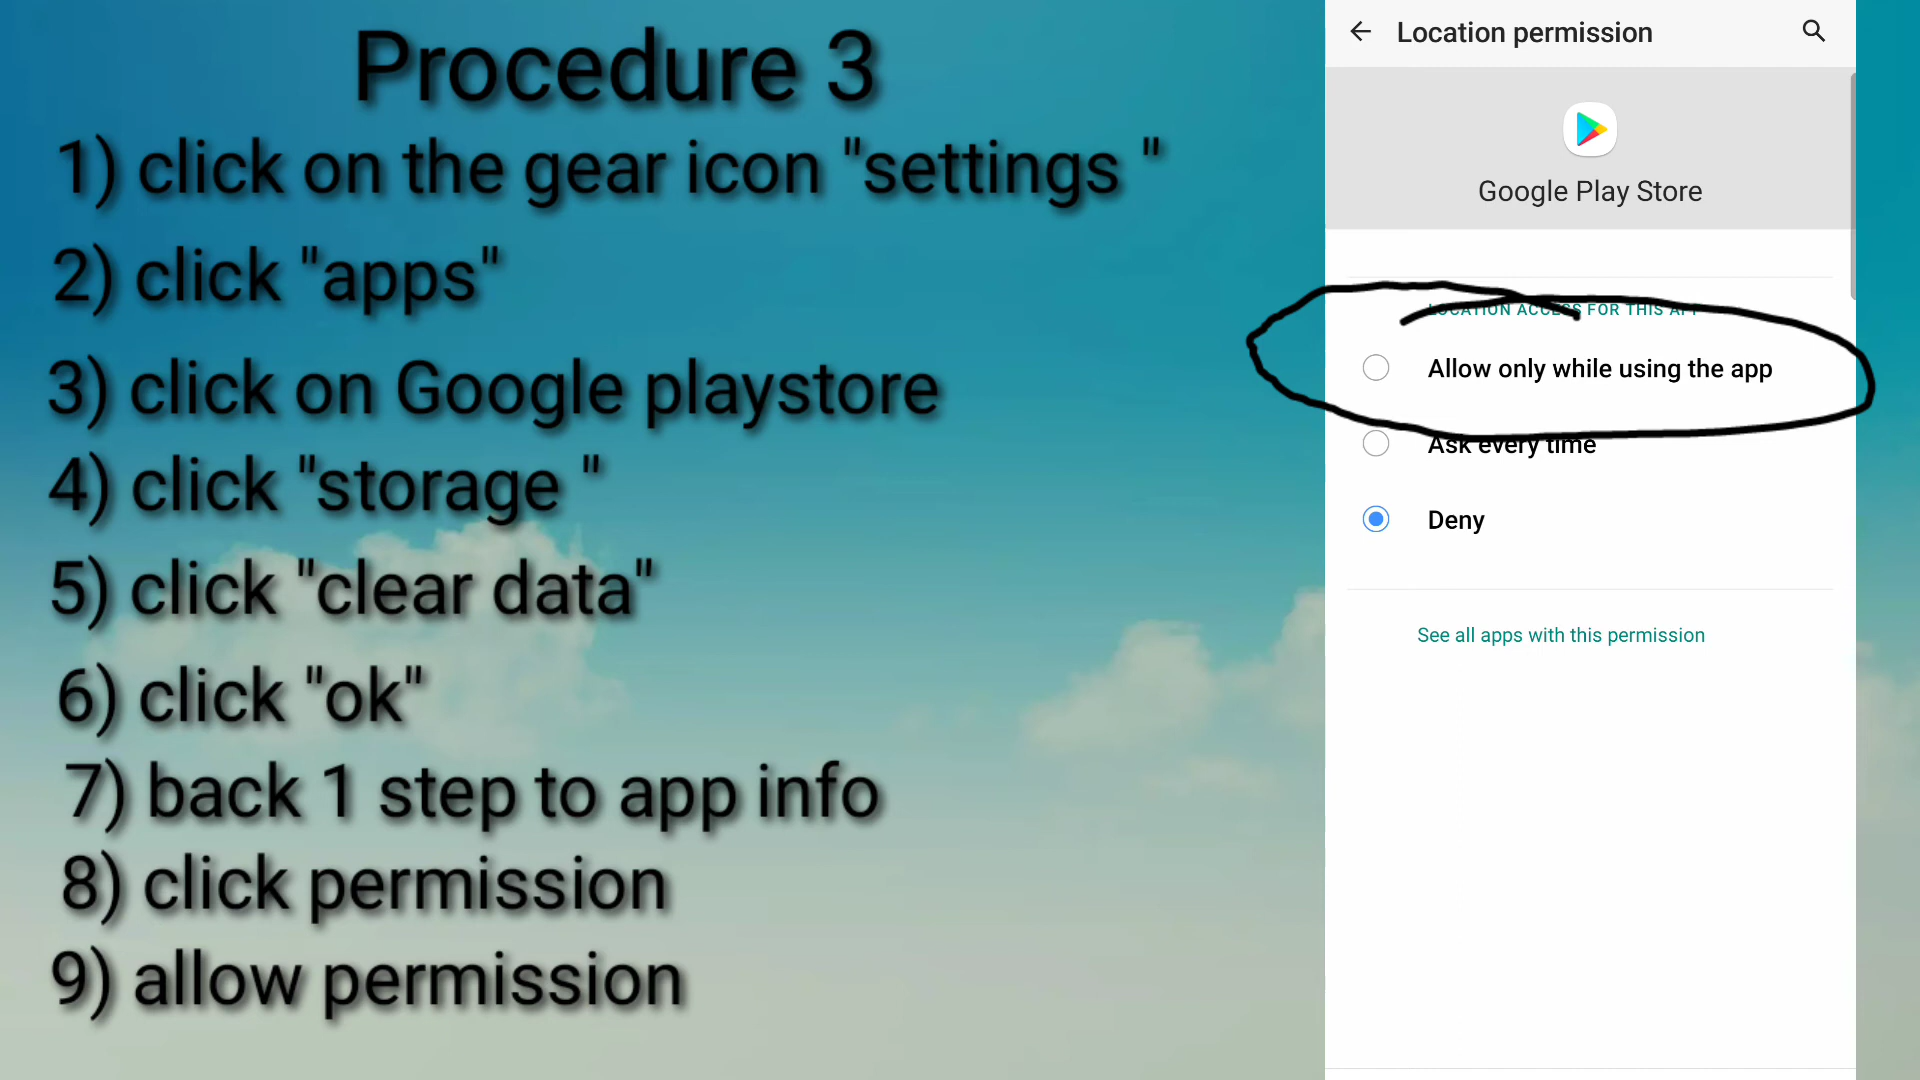 Procedure 3
1) click on the gear icon "settings "
2) click "apps"
3) click on Google playstore
4) click "storage "
5) click "clear data"
6) click "ok"
7) back 1 step to app info
8) click permission
9) allow permission
Location permission
Google Play Store
LOCATION ACCESS FOR THIS APP
Allow only while using the app
Ask every time
Deny
See all apps with this permission